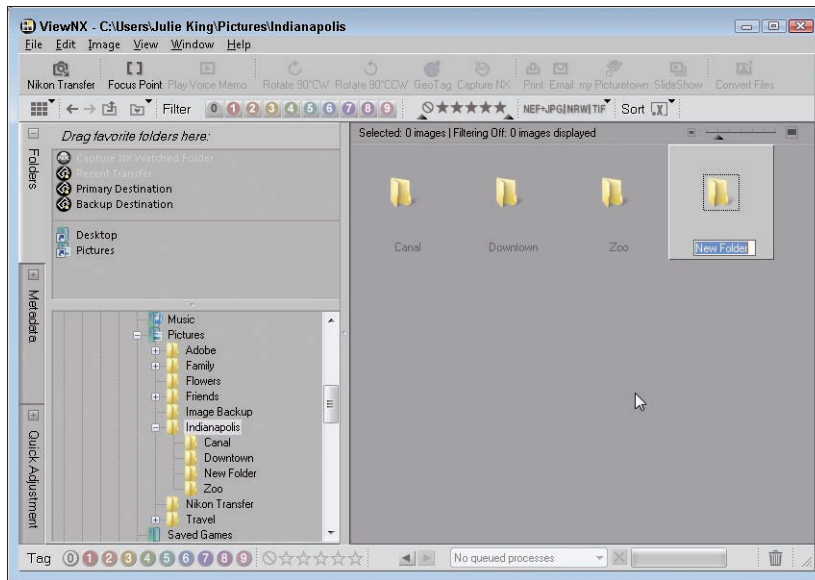 ViewNX - C:\Users\Julie King\Pictures\Indianapolis
File Edit Image View Window Help
Nikon Transfer Focus Point Play Voice Memo Rotate 90°CW Rotate 90°CCW GeoTag Capture NX Print Email my Picturetown SlideShow Convert Files
Filter 0 1 2 3 4 5 6 7 8 9 NEF+JPG NRW TIF Sort
Folders
Drag favorite folders here:
Capture NX Watched Folder
Recent Transfer
Primary Destination
Backup Destination
Desktop
Pictures
Selected: 0 images | Filtering Off: 0 images displayed
Canal Downtown Zoo New Folder
Metadata
Music
Pictures
Adobe
Family
Flowers
Friends
Image Backup
Indianapolis
Canal
Downtown
New Folder
Zoo
Nikon Transfer
Travel
Saved Games
Quick Adjustment
Tag 0 1 2 3 4 5 6 7 8 9 No queued processes